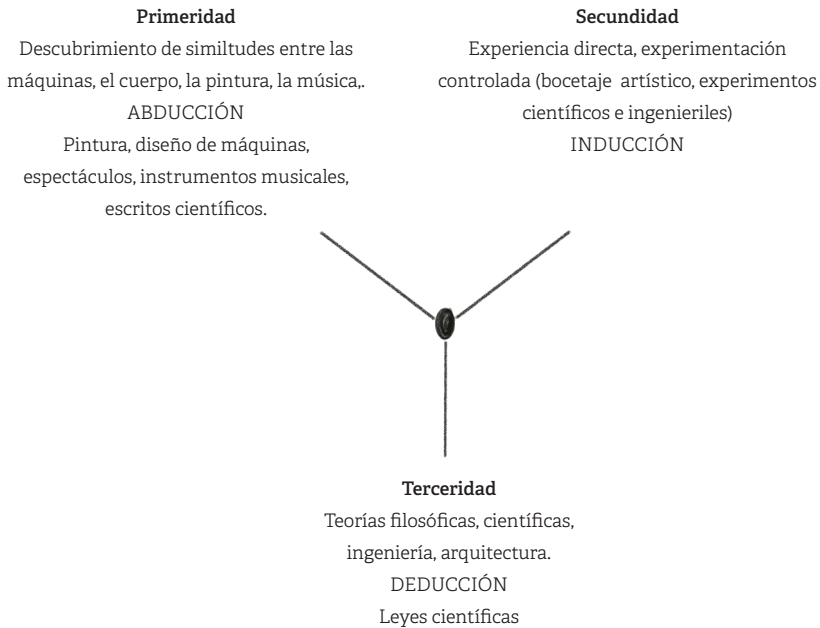 Primeridad
Descubrimiento de similtudes entre las
máquinas, el cuerpo, la pintura, la música,.
ABDUCCIÓN
Pintura, diseño de máquinas,
espectáculos, instrumentos musicales,
escritos científicos.
Secundidad
Experiencia directa, experimentación
controlada (bocetaje artístico, experimentos
científicos e ingenieriles)
INDUCCIÓN
Terceridad
Teorías filosóficas, científicas,
ingeniería, arquitectura.
DEDUCCIÓN
Leyes científicas